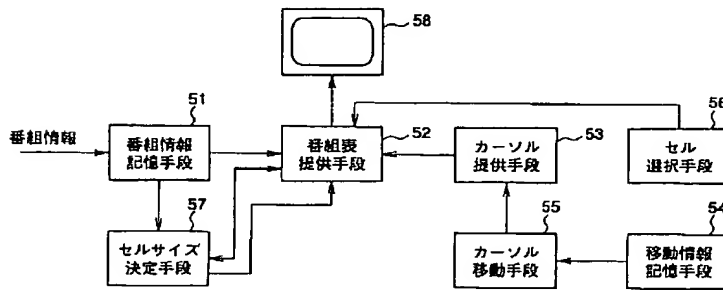 58
51
56
番組情報
番組情報
記憶手段
番組表
提供手段
52
カーソル
提供手段
53
セル
選択手段
57
セルサイズ
決定手段
55
カーソル
移動手段
54
移動情報
記憶手段